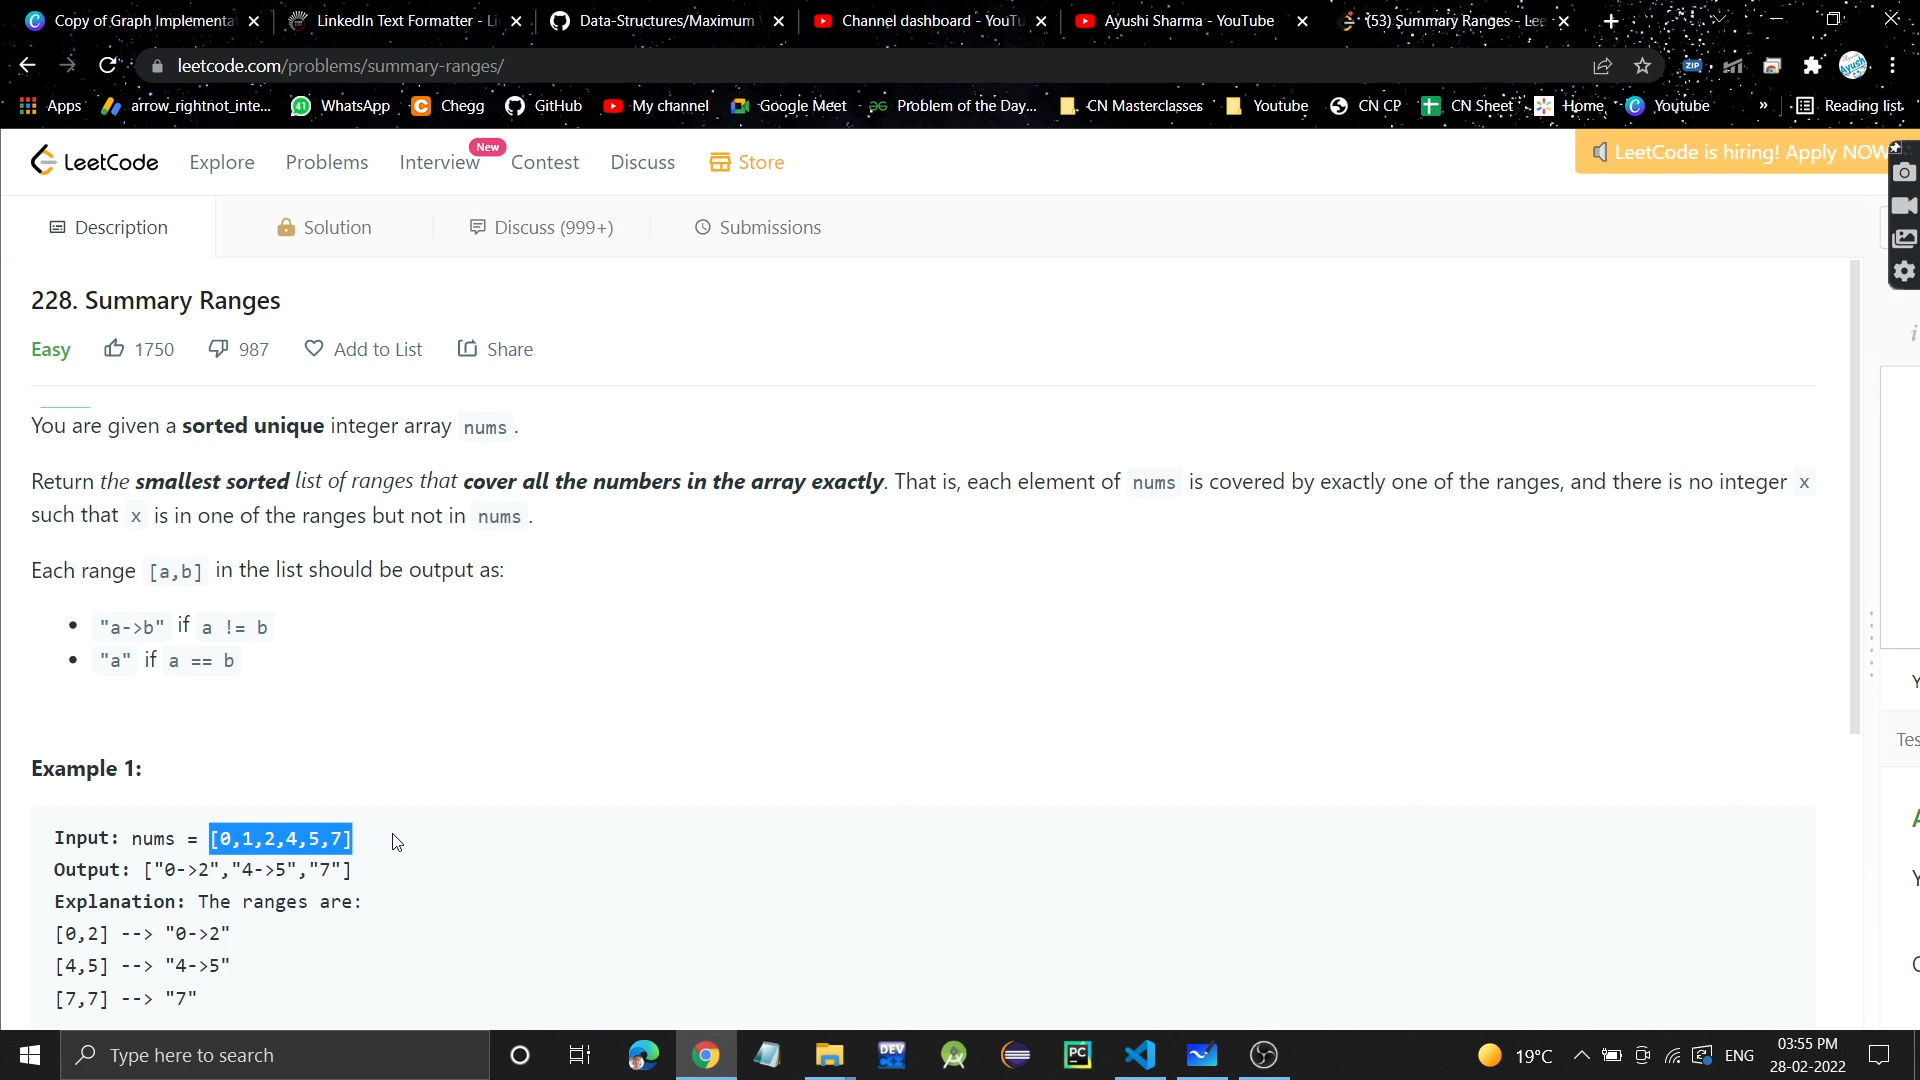 Copy of Graph Implementa
LinkedIn Text Formatter - Li
Data-Structures/Maximum
Channel dashboard - YouTu
Ayushi Sharma - YouTube
(53) Summary Ranges - Lee
leetcode.com/problems/summary-ranges/
ZIP
Apps
arrow_rightnot_inte...
41
WhatsApp
Chegg
GitHub
My channel
Google Meet
Problem of the Day...
CN Masterclasses
Youtube
CN CP
CN Sheet
Home
Youtube
»
Reading list
LeetCode
Explore
Problems
Interview
New
Contest
Discuss
Store
LeetCode is hiring! Apply NOW
Description
Solution
Discuss (999+)
Submissions
228. Summary Ranges
Easy
1750
987
Add to List
Share
You are given a sorted unique integer array nums.
Return the smallest sorted list of ranges that cover all the numbers in the array exactly. That is, each element of nums is covered by exactly one of the ranges, and there is no integer x
such that x is in one of the ranges but not in nums.
Each range [a,b] in the list should be output as:
• "a->b" if a != b
• "a" if a == b
Example 1:
Input: nums = [0,1,2,4,5,7]
Output: ["0->2","4->5","7"]
Explanation: The ranges are:
[0,2] --> "0->2"
[4,5] --> "4->5"
[7,7] --> "7"
Type here to search
DEV
C++
PC
19°C
ENG
03:55 PM
28-02-2022